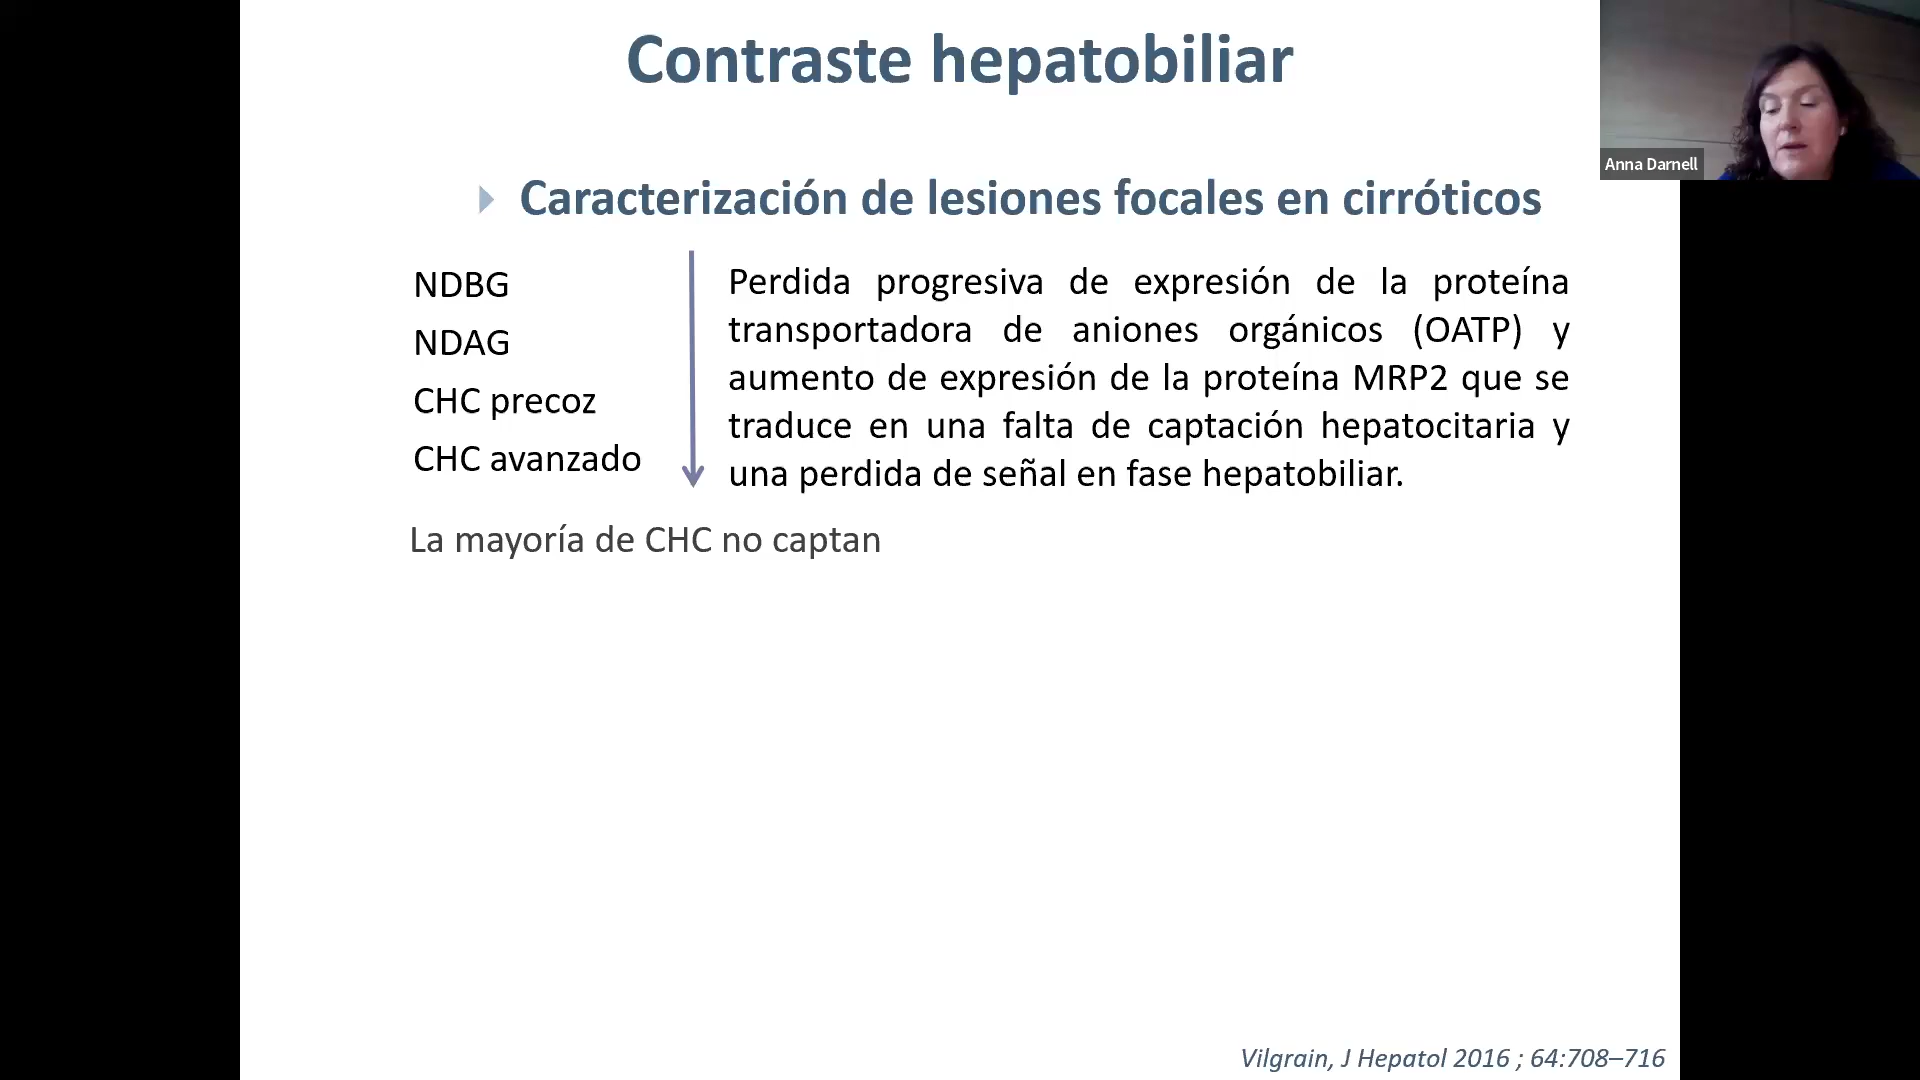 Contraste hepatobiliar
Anna Darnell
Caracterización de lesiones focales en cirróticos
NDBG
NDAG
CHC precoz
CHC avanzado
Perdida progresiva de expresión de la proteína
transportadora de aniones orgánicos (OATP) y
aumento de expresión de la proteína MRP2 que se
traduce en una falta de captación hepatocitaria y
una perdida de señal en fase hepatobiliar.
La mayoría de CHC no captan
Vilgrain, J Hepatol 2016 ; 64:708–716